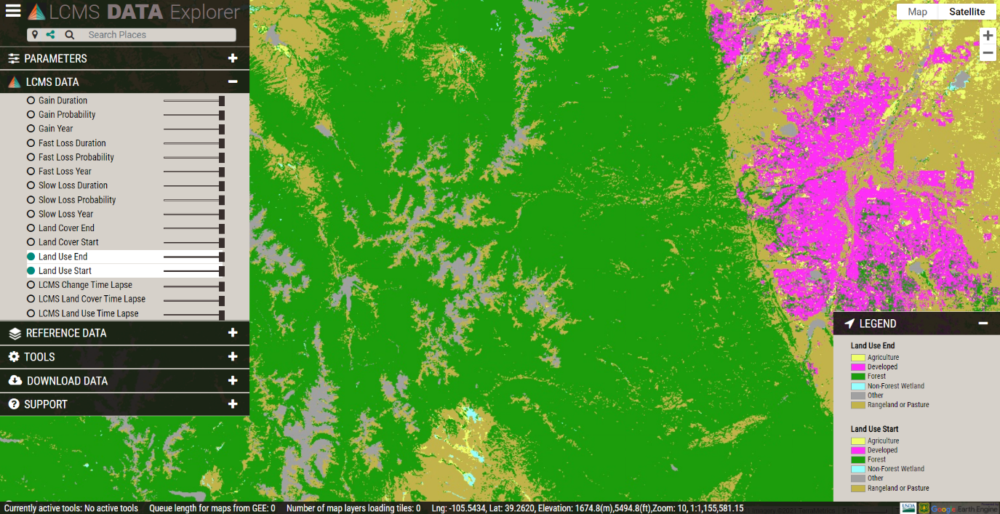 LCMS DATA Explorer
Search Places
PARAMETERS
LCMS DATA
Gain Duration
Gain Probability
Gain Year
Fast Loss Duration
Fast Loss Probability
Fast Loss Year
Slow Loss Duration
Slow Loss Probability
Slow Loss Year
Land Cover End
Land Cover Start
Land Use End
Land Use Start
LCMS Change Time Lapse
LCMS Land Cover Time Lapse
LCMS Land Use Time Lapse
REFERENCE DATA
TOOLS
DOWNLOAD DATA
SUPPORT
Map Satellite
LEGEND
Land Use End
Agriculture
Developed
Forest
Non-Forest Wetland
Other
Rangeland or Pasture
Land Use Start
Agriculture
Developed
Forest
Non-Forest Wetland
Other
Rangeland or Pasture
Currently active tools: No active tools Queue length for maps from GEE: 0 Number of map layers loading tiles: 0 Lng: -105.5434, Lat: 39.2620, Elevation: 1674.8(m),5494.8(ft),Zoom: 10, 1:1,155,581.15
USDA
Google Earth Engine